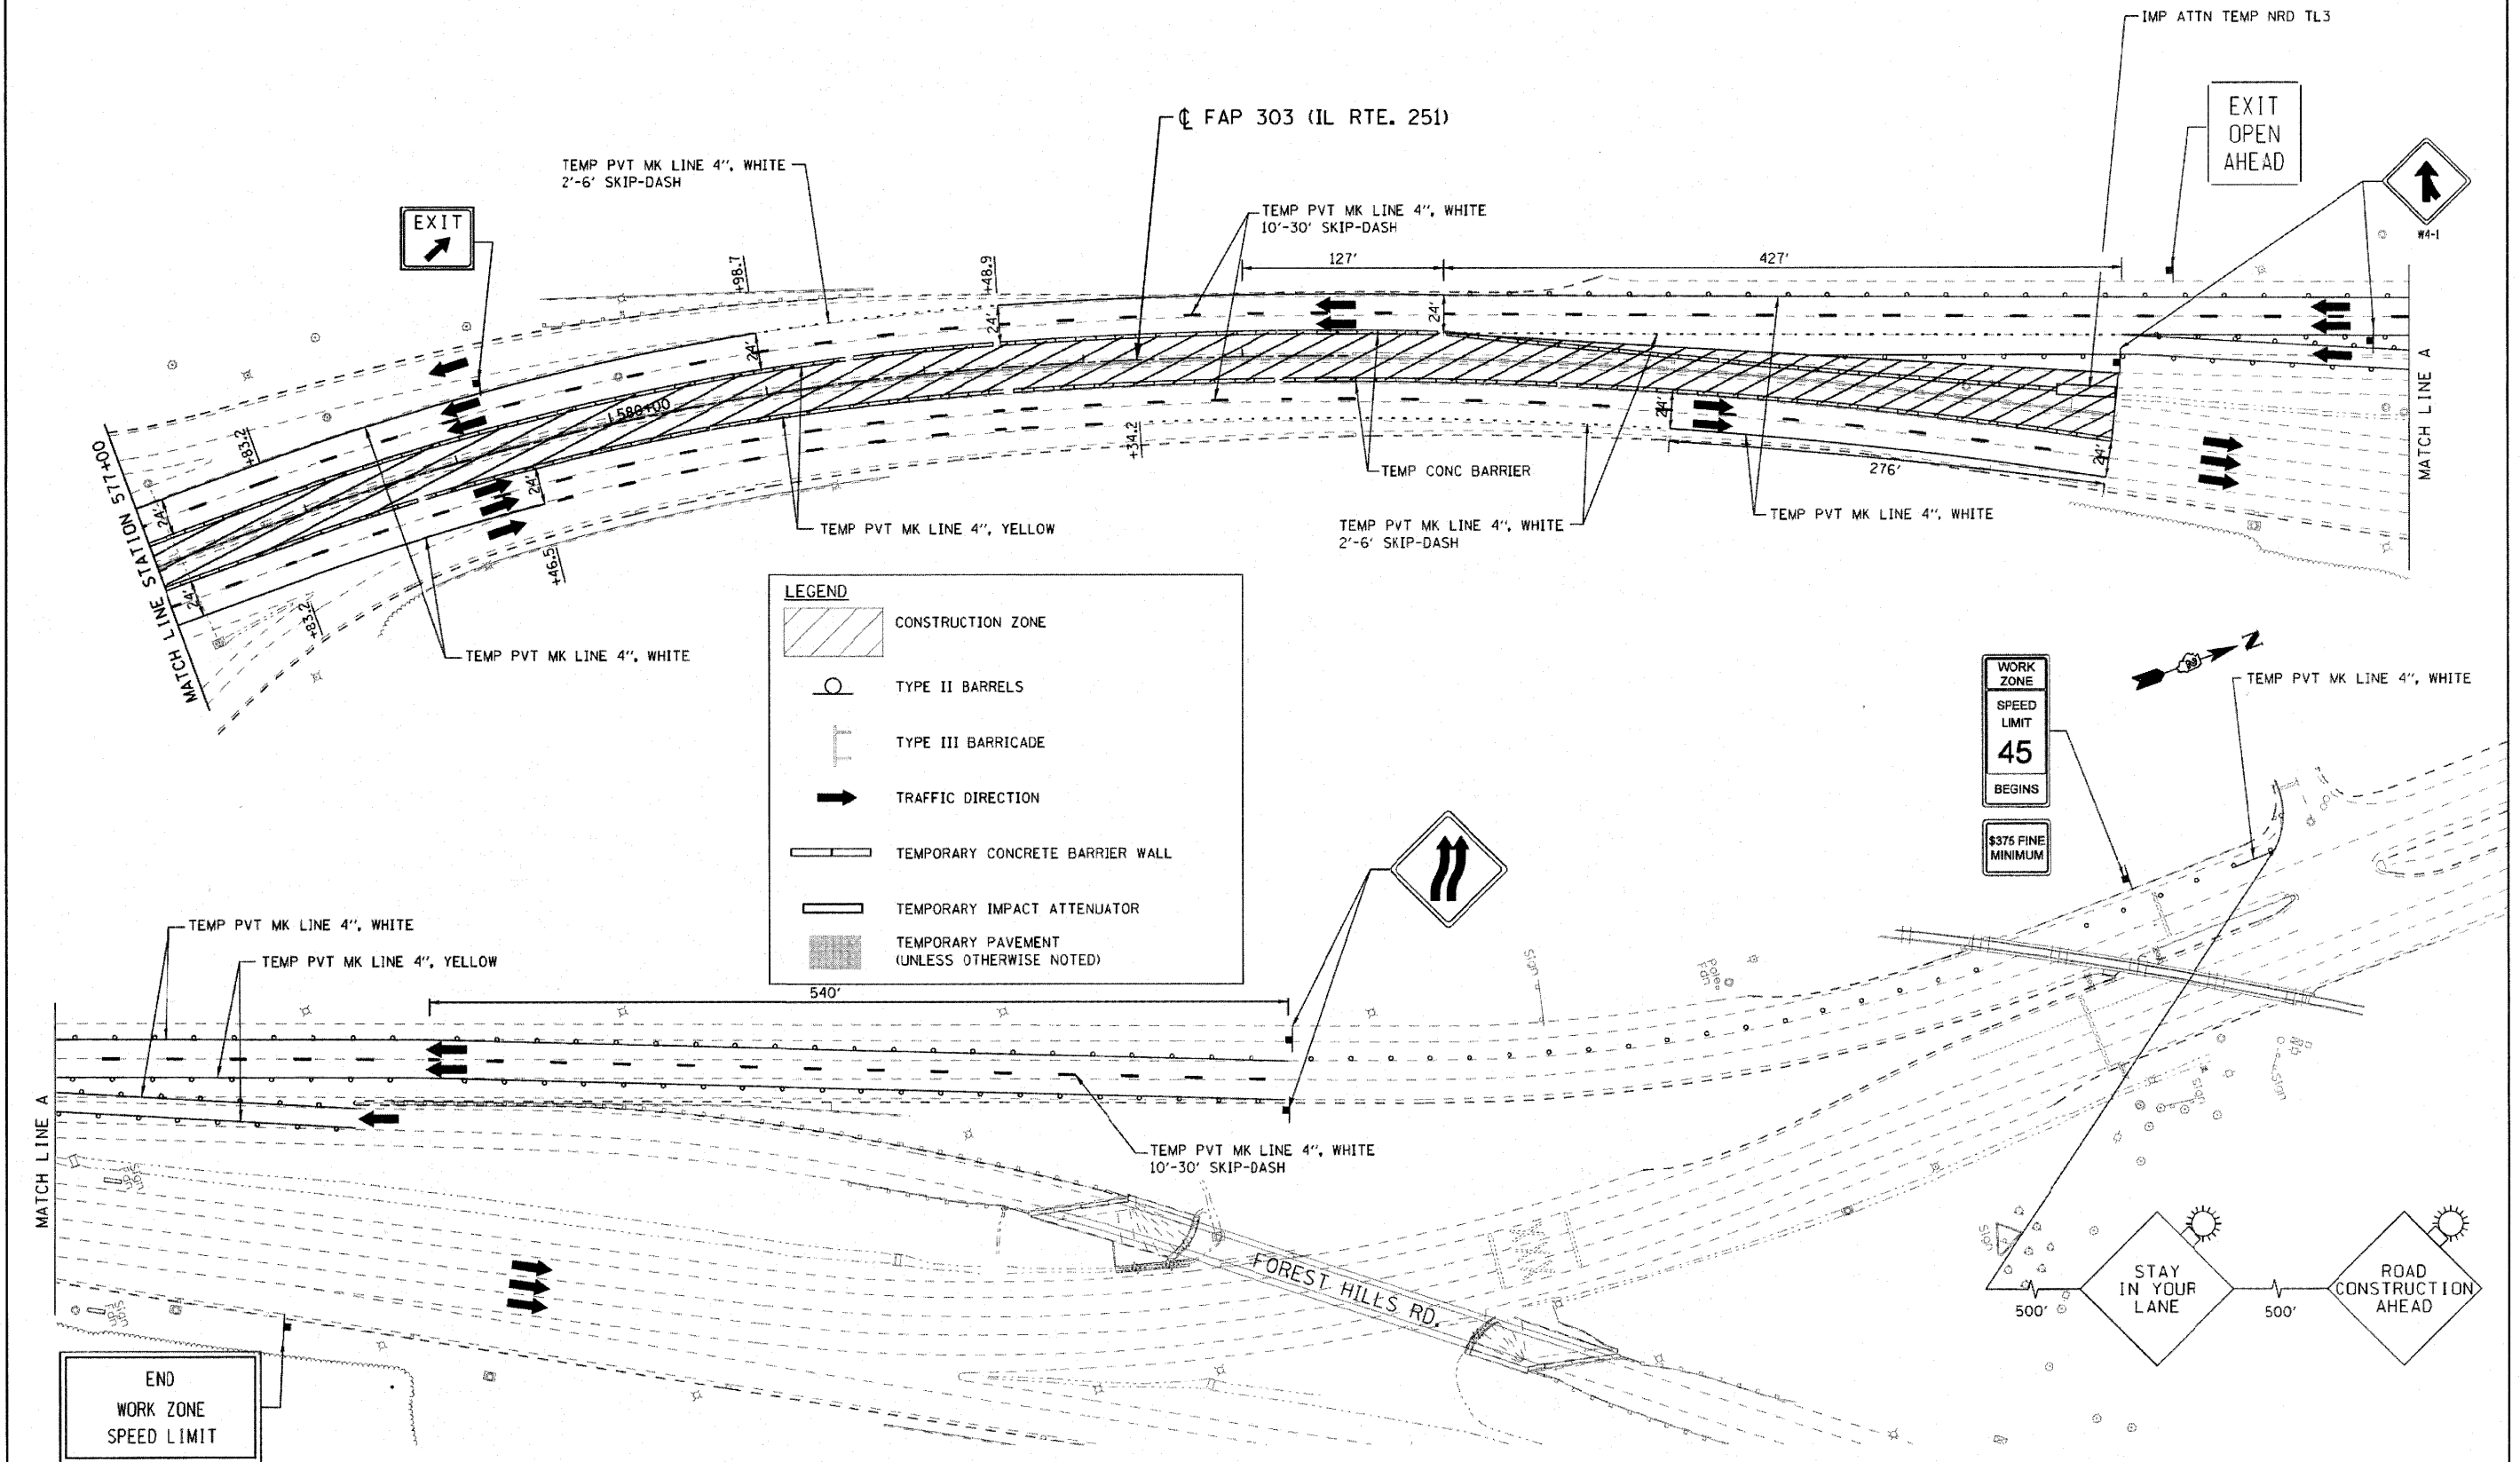 IMP ATTN TEMP NRD TL3
EXIT
OPEN
AHEAD
℄ FAP 303 (IL RTE. 251)
TEMP PVT MK LINE 4", WHITE
2'-6' SKIP-DASH
EXIT
TEMP PVT MK LINE 4", WHITE
10'-30' SKIP-DASH
W4-1
127'
427'
+98.7
+48.9
24'
24'
24'
580+00
+83.2
24'
MATCH LINE STATION 577+00
24'
+83.2
24'
+46.5
+34.2
24'
24'
276'
MATCH LINE A
TEMP CONC BARRIER
TEMP PVT MK LINE 4", YELLOW
TEMP PVT MK LINE 4", WHITE
2'-6' SKIP-DASH
TEMP PVT MK LINE 4", WHITE
TEMP PVT MK LINE 4", WHITE
LEGEND
CONSTRUCTION ZONE
TYPE II BARRELS
TYPE III BARRICADE
TRAFFIC DIRECTION
TEMPORARY CONCRETE BARRIER WALL
TEMPORARY IMPACT ATTENUATOR
TEMPORARY PAVEMENT
(UNLESS OTHERWISE NOTED)
N
WORK
ZONE
SPEED
LIMIT
45
BEGINS
$375 FINE
MINIMUM
TEMP PVT MK LINE 4", WHITE
TEMP PVT MK LINE 4", WHITE
TEMP PVT MK LINE 4", YELLOW
540'
Sign
Pole
MATCH LINE A
TEMP PVT MK LINE 4", WHITE
10'-30' SKIP-DASH
Sign
Sign
Sign
Sign
Sign
FOREST HILLS RD.
500'
STAY
IN YOUR
LANE
500'
ROAD
CONSTRUCTION
AHEAD
END
WORK ZONE
SPEED LIMIT